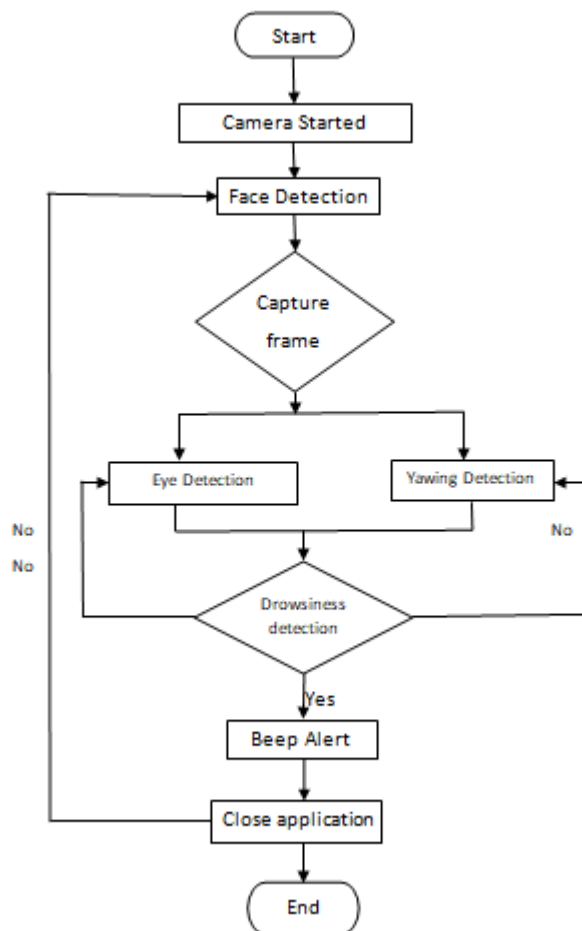 Start
Camera Started
Face Detection
Capture
frame
Eye Detection
Yawing Detection
No
No
No
Drowsiness
detection
Yes
Beep Alert
Close application
End